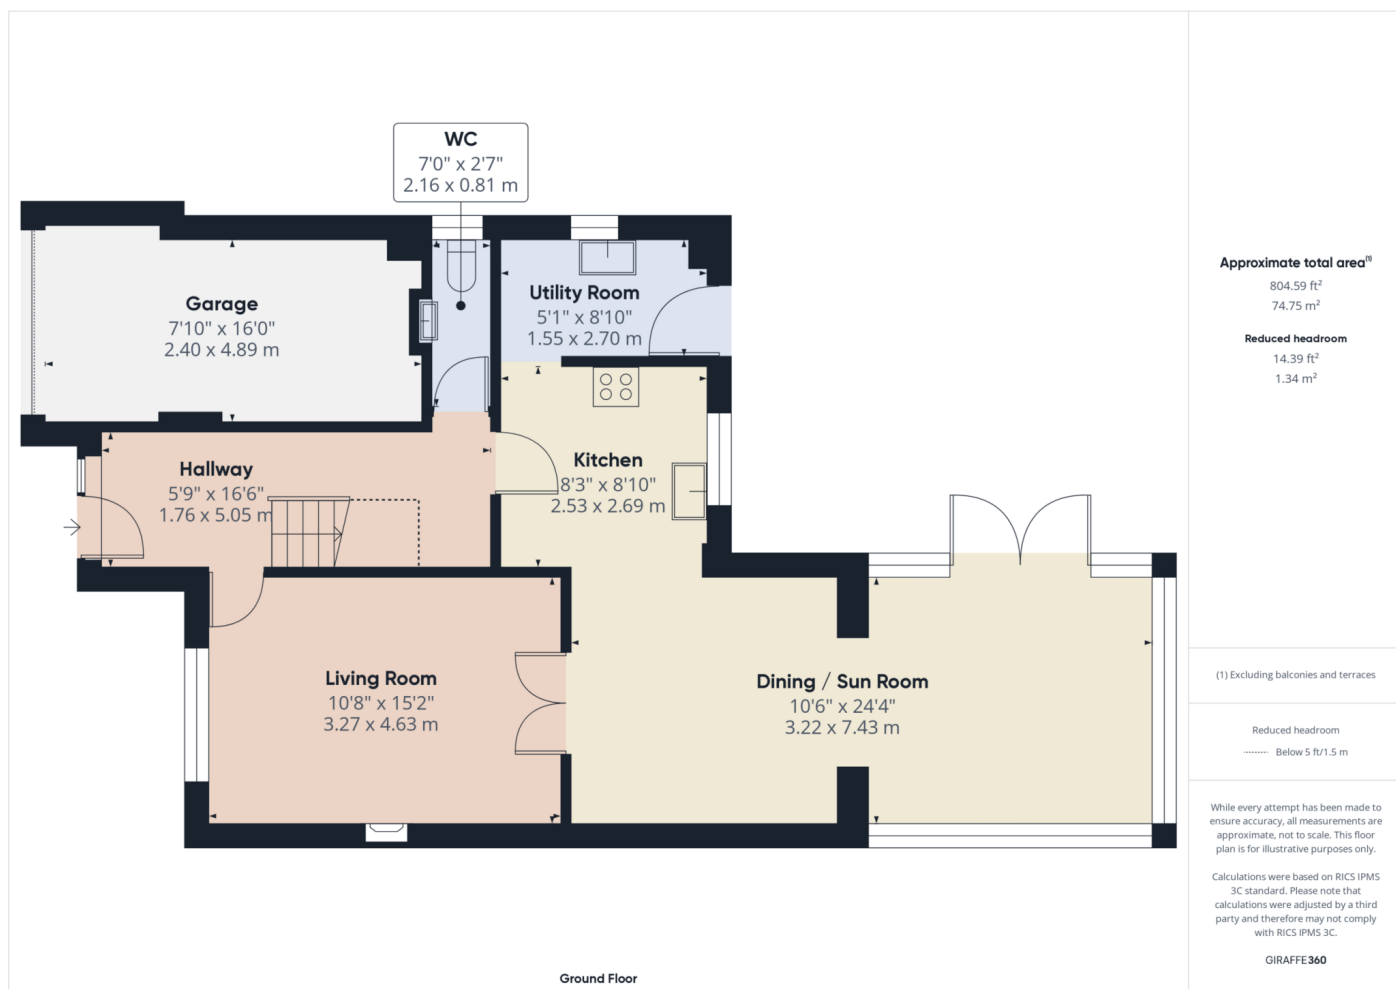 WC
7'0" x 2'7"
2.16 x 0.81 m
Garage
7'10" x 16'0"
2.40 x 4.89 m
Utility Room
5'1" x 8'10"
1.55 x 2.70 m
Hallway
5'9" x 16'6"
1.76 x 5.05 m
Kitchen
8'3" x 8'10"
2.53 x 2.69 m
Living Room
10'8" x 15'2"
3.27 x 4.63 m
Dining / Sun Room
10'6" x 24'4"
3.22 x 7.43 m
Ground Floor
Approximate total area⁽¹⁾
804.59 ft²
74.75 m²
Reduced headroom
14.39 ft²
1.34 m²
(1) Excluding balconies and terraces
Reduced headroom
Below 5 ft/1.5 m
While every attempt has been made to
ensure accuracy, all measurements are
approximate, not to scale. This floor
plan is for illustrative purposes only.
Calculations were based on RICS IPMS
3C standard. Please note that
calculations were adjusted by a third
party and therefore may not comply
with RICS IPMS 3C.
GIRAFFE360